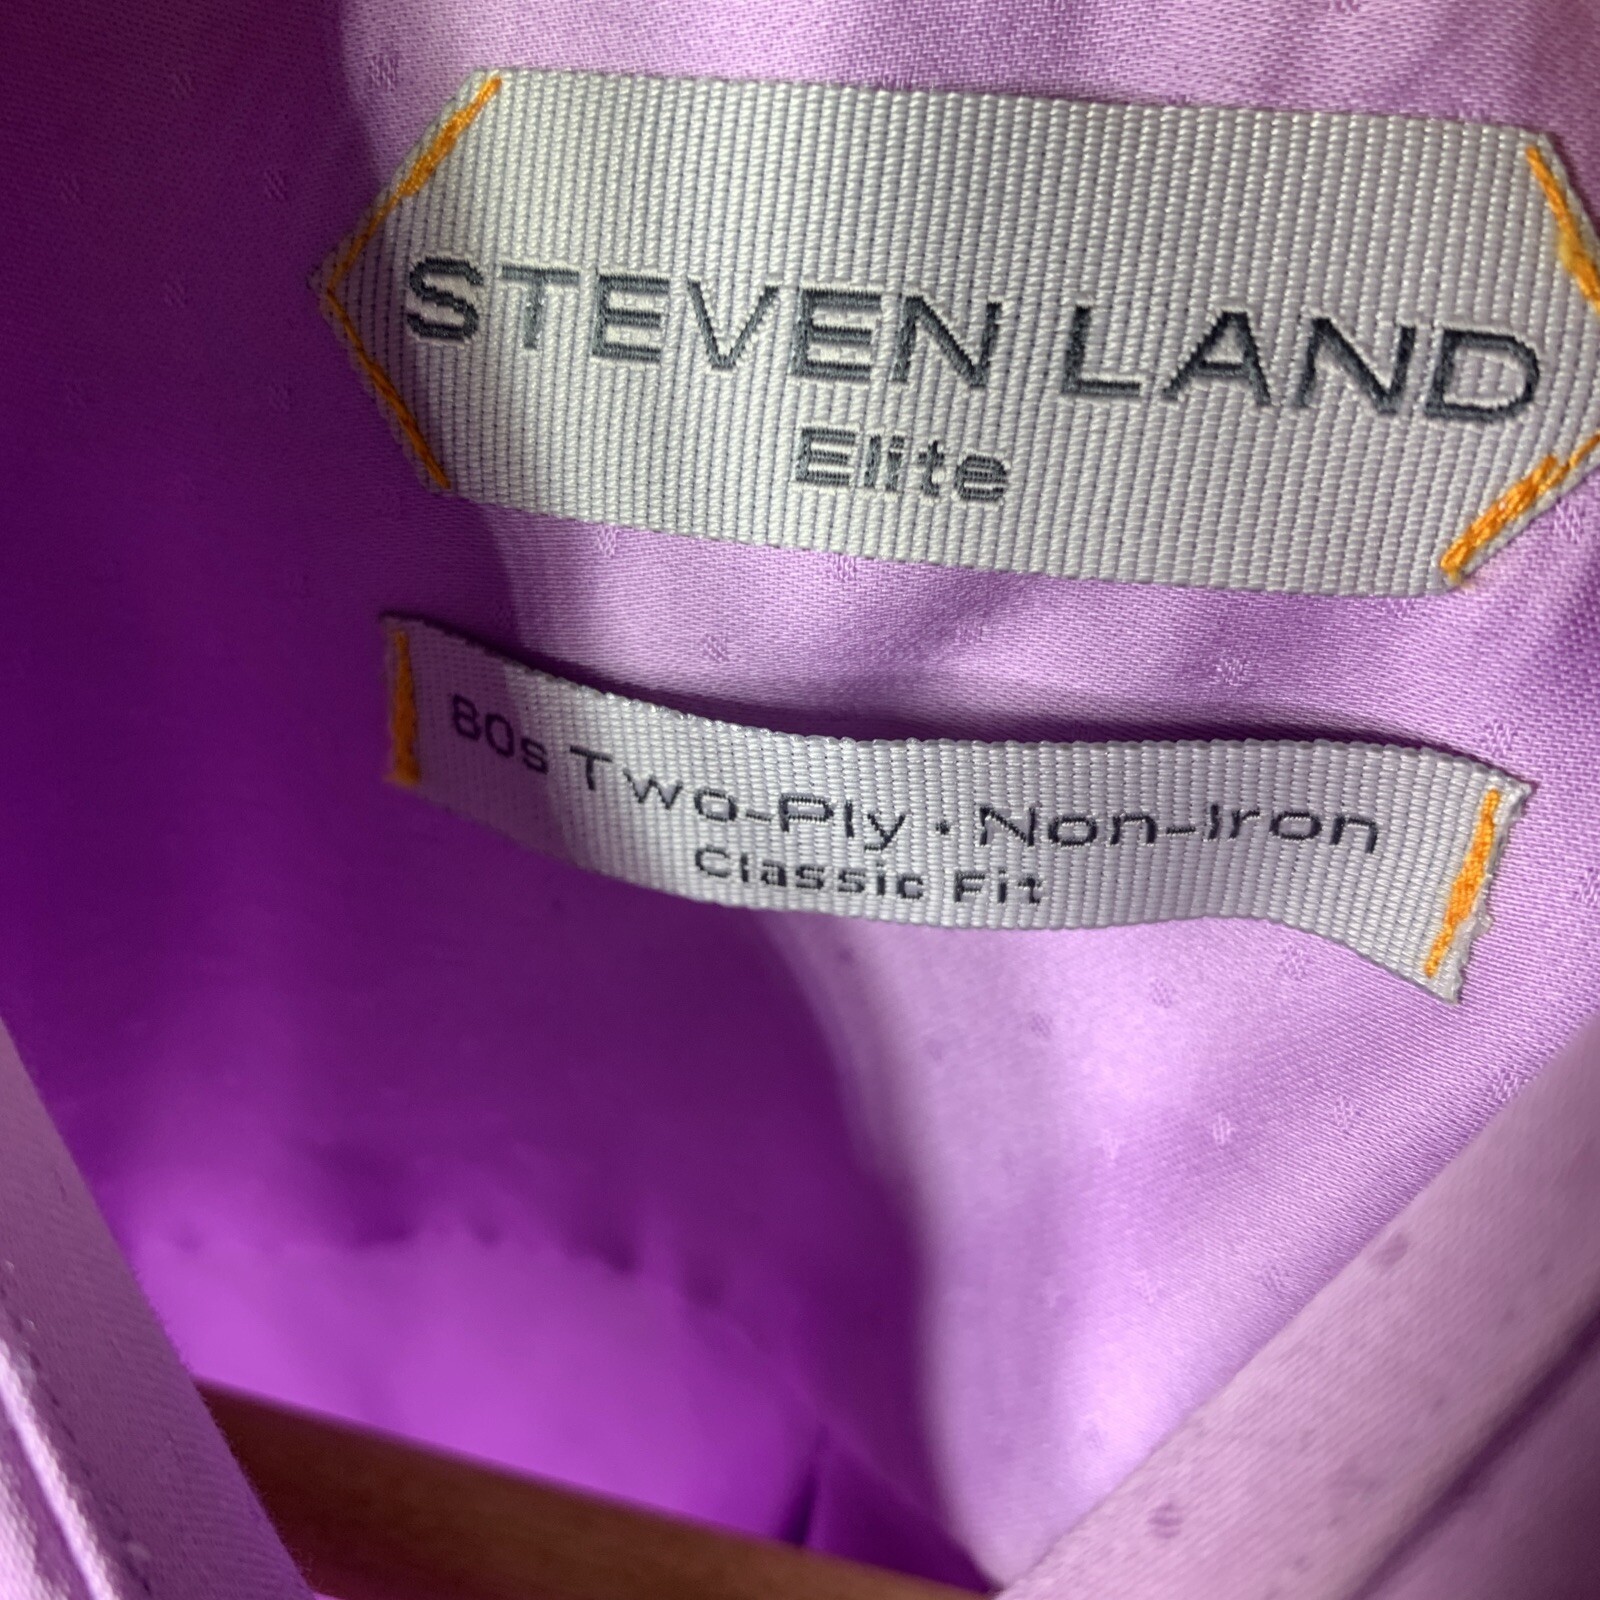 STEVEN LAND
Elite
80s Two-Ply · Non-Iron
Classic Fit